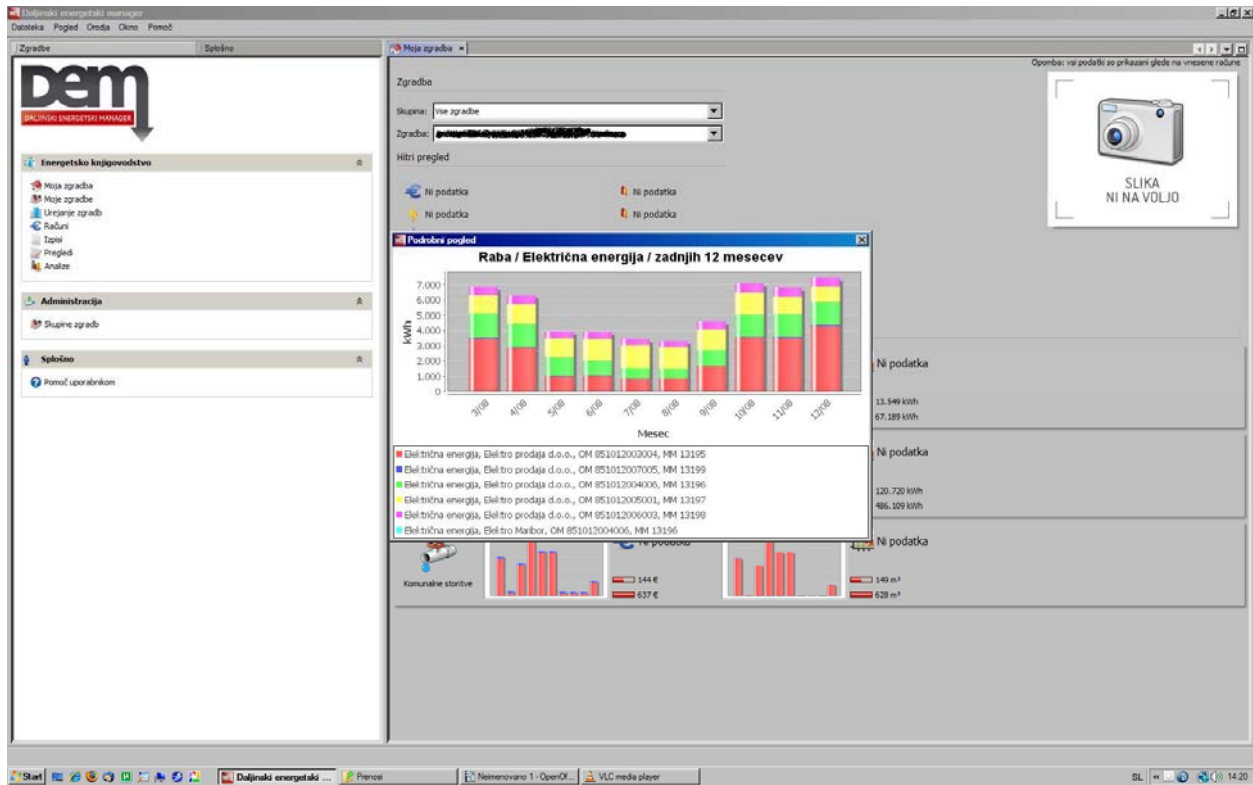 Daljinski energetski manager
Datoteka Pogled Orodja Okno Pomoč
Zgradbe
Splošno
Moja zgradba
Opomba: vsi podatki so prikazani glede na vnesene račune
Dem
DALJINSKI ENERGETSKI MANAGER
Energetsko knjigovodstvo
Moja zgradba
Moje zgradbe
Urejanje zgradb
Računi
Izpisi
Pregledi
Analize
Administracija
Skupine zgradb
Splošno
Pomoč uporabnikom
Zgradba
Skupina: Vse zgradbe
Zgradba:
Hitri pregled
Ni podatka
Ni podatka
Ni podatka
Ni podatka
SLIKA
NI NA VOLJO
Podrobni pogled
Raba / Električna energija / zadnjih 12 mesecev
kWh
7.000
6.000
5.000
4.000
3.000
2.000
1.000
0
3/08 4/08 5/08 6/08 7/08 8/08 9/08 10/08 11/08 12/08
Mesec
Električna energija, Elektro prodaja d.o.o., OM 851012003004, MM 13195
Električna energija, Elektro prodaja d.o.o., OM 851012007005, MM 13199
Električna energija, Elektro prodaja d.o.o., OM 851012004006, MM 13196
Električna energija, Elektro prodaja d.o.o., OM 851012005001, MM 13197
Električna energija, Elektro prodaja d.o.o., OM 851012006003, MM 13198
Električna energija, Elektro Maribor, OM 851012004006, MM 13196
Ni podatka
13.549 kWh
67.189 kWh
Ni podatka
120.720 kWh
486.109 kWh
Komunalne storitve
Ni podatka
144 €
637 €
Ni podatka
149 m³
628 m³
Start
Daljinski energetski ...
Prenosi
Neimenovano 1 - OpenOf...
VLC media player
SL
14:20